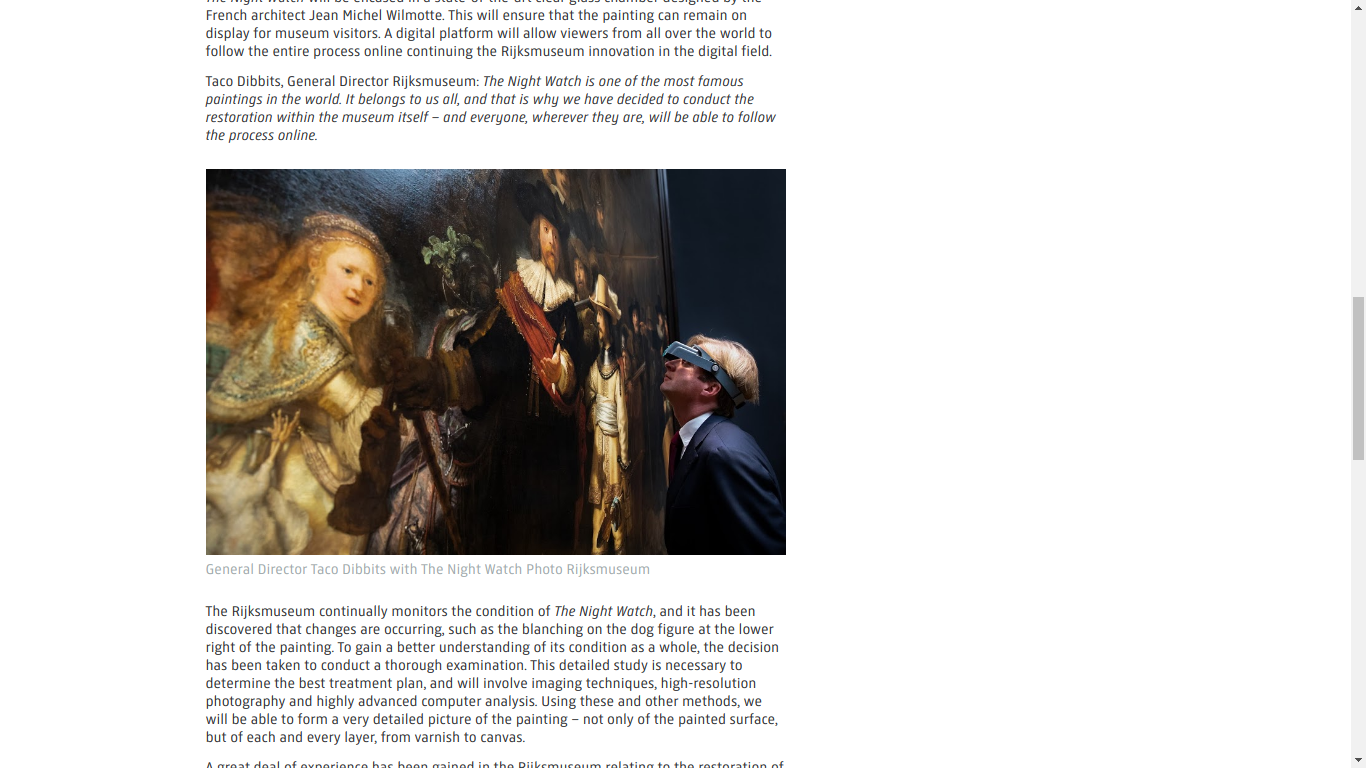 French architect Jean Michel Wilmotte. This will ensure that the painting can remain on
display for museum visitors. A digital platform will allow viewers from all over the world to
follow the entire process online continuing the Rijksmuseum innovation in the digital field.
Taco Dibbits, General Director Rijksmuseum: The Night Watch is one of the most famous
paintings in the world. It belongs to us all, and that is why we have decided to conduct the
restoration within the museum itself – and everyone, wherever they are, will be able to follow
the process online.
General Director Taco Dibbits with The Night Watch Photo Rijksmuseum
The Rijksmuseum continually monitors the condition of The Night Watch, and it has been
discovered that changes are occurring, such as the blanching on the dog figure at the lower
right of the painting. To gain a better understanding of its condition as a whole, the decision
has been taken to conduct a thorough examination. This detailed study is necessary to
determine the best treatment plan, and will involve imaging techniques, high-resolution
photography and highly advanced computer analysis. Using these and other methods, we
will be able to form a very detailed picture of the painting – not only of the painted surface,
but of each and every layer, from varnish to canvas.
A great deal of experience has been gained in the Rijksmuseum relating to the restoration of